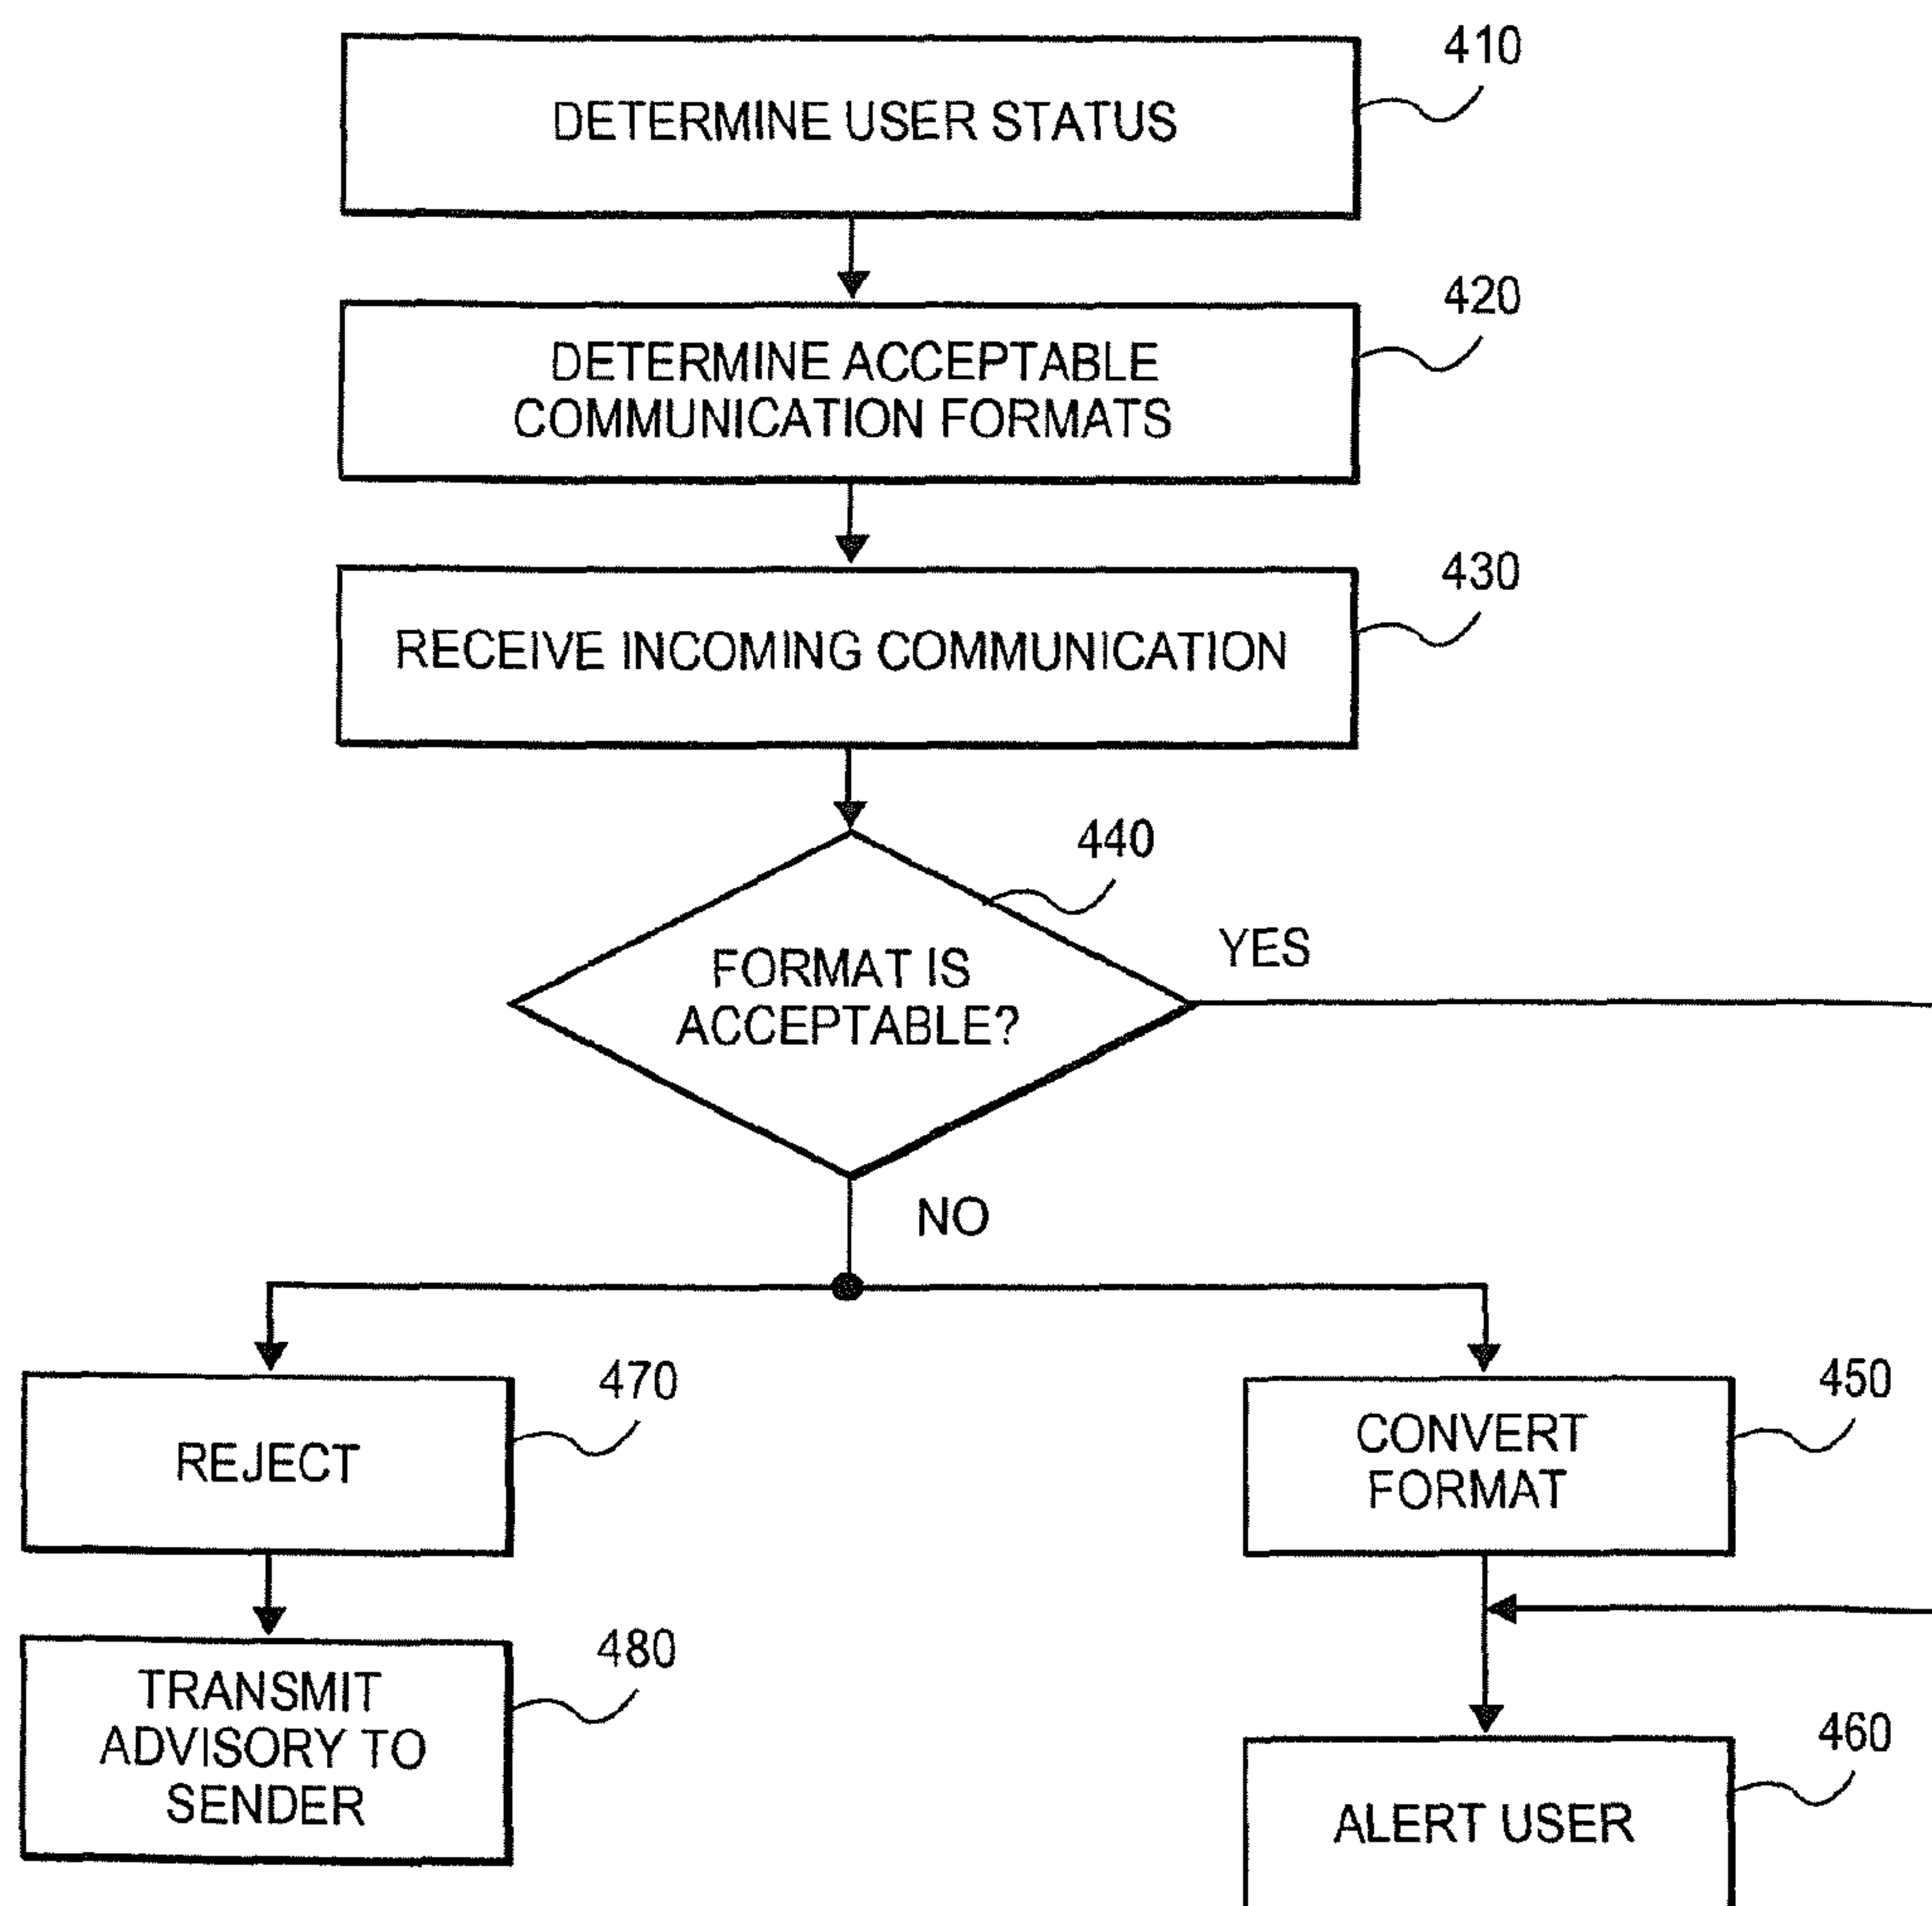 410
DETERMINE USER STATUS
420
DETERMINE ACCEPTABLE
COMMUNICATION FORMATS
430
RECEIVE INCOMING COMMUNICATION
440
FORMAT IS
ACCEPTABLE?
YES
NO
470
REJECT
450
CONVERT
FORMAT
480
TRANSMIT
ADVISORY TO
SENDER
460
ALERT USER